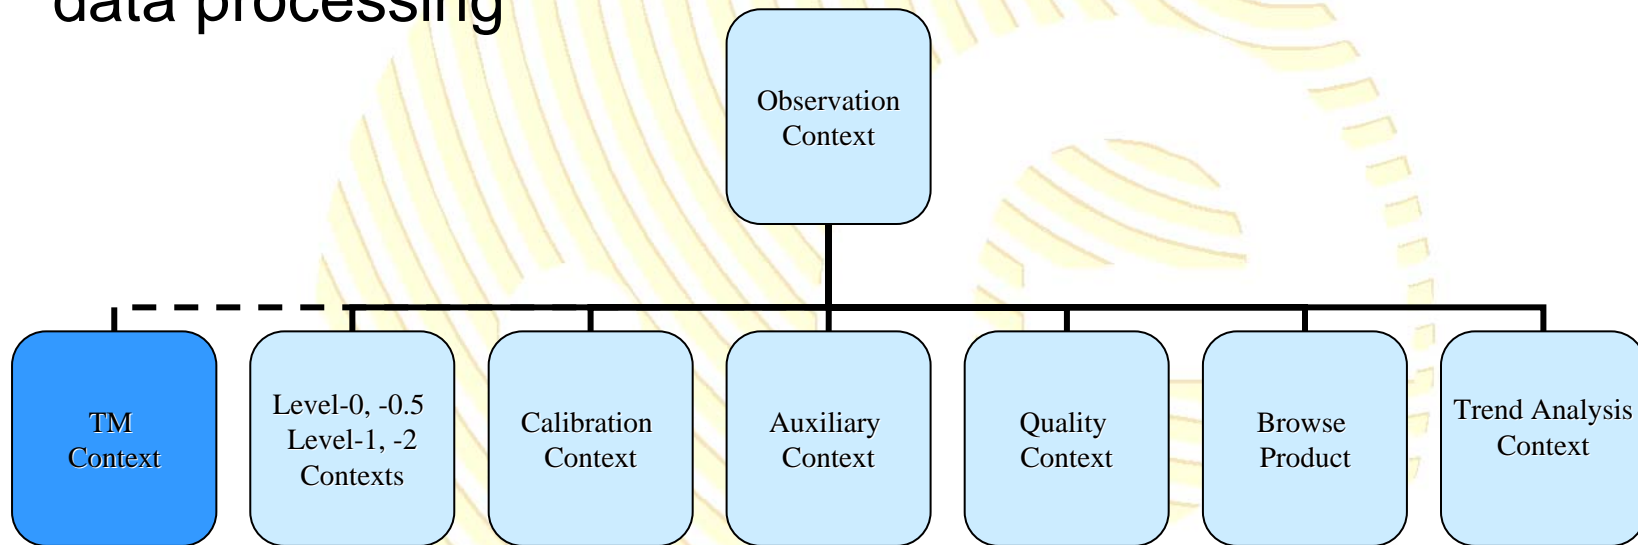 data processing
Observation
Context
TM
Context
Level-0, -0.5
Level-1, -2
Contexts
Calibration
Context
Auxiliary
Context
Quality
Context
Browse
Product
Trend Analysis
Context